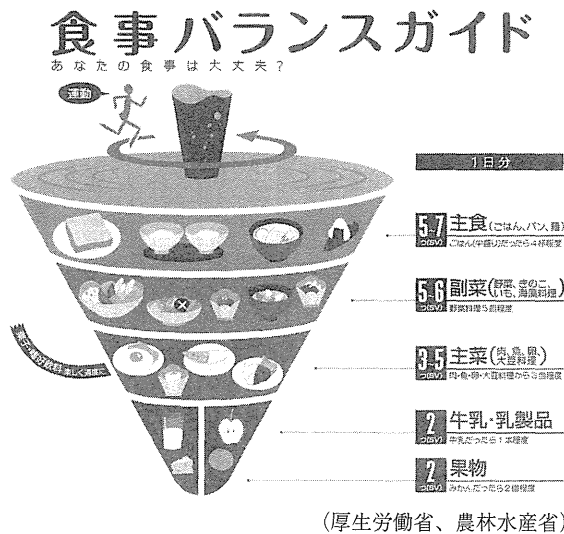 食事バランスガイド
あなたの食事は大丈夫?
運動
1日分
5-7 つ(SV) 主食(ごはん、パン、麺)
ごはん(中盛り)だったら4杯程度
5-6 つ(SV) 副菜(野菜、きのこ、いも、海藻料理)
野菜料理5皿程度
3-5 つ(SV) 主菜(肉、魚、卵、大豆料理)
肉・魚・卵・大豆料理から3皿程度
2 つ(SV) 牛乳・乳製品
牛乳だったら1本程度
2 つ(SV) 果物
みかんだったら2個程度
(厚生労働省、農林水産省)